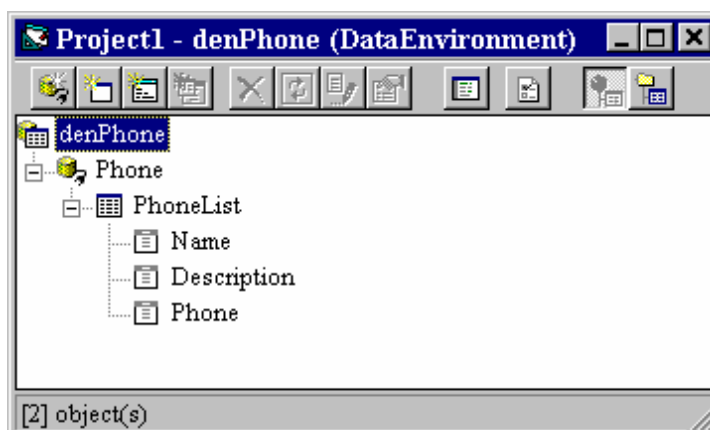 Project1 - denPhone (DataEnvironment)
denPhone
Phone
PhoneList
Name
Description
Phone
[2] object(s)